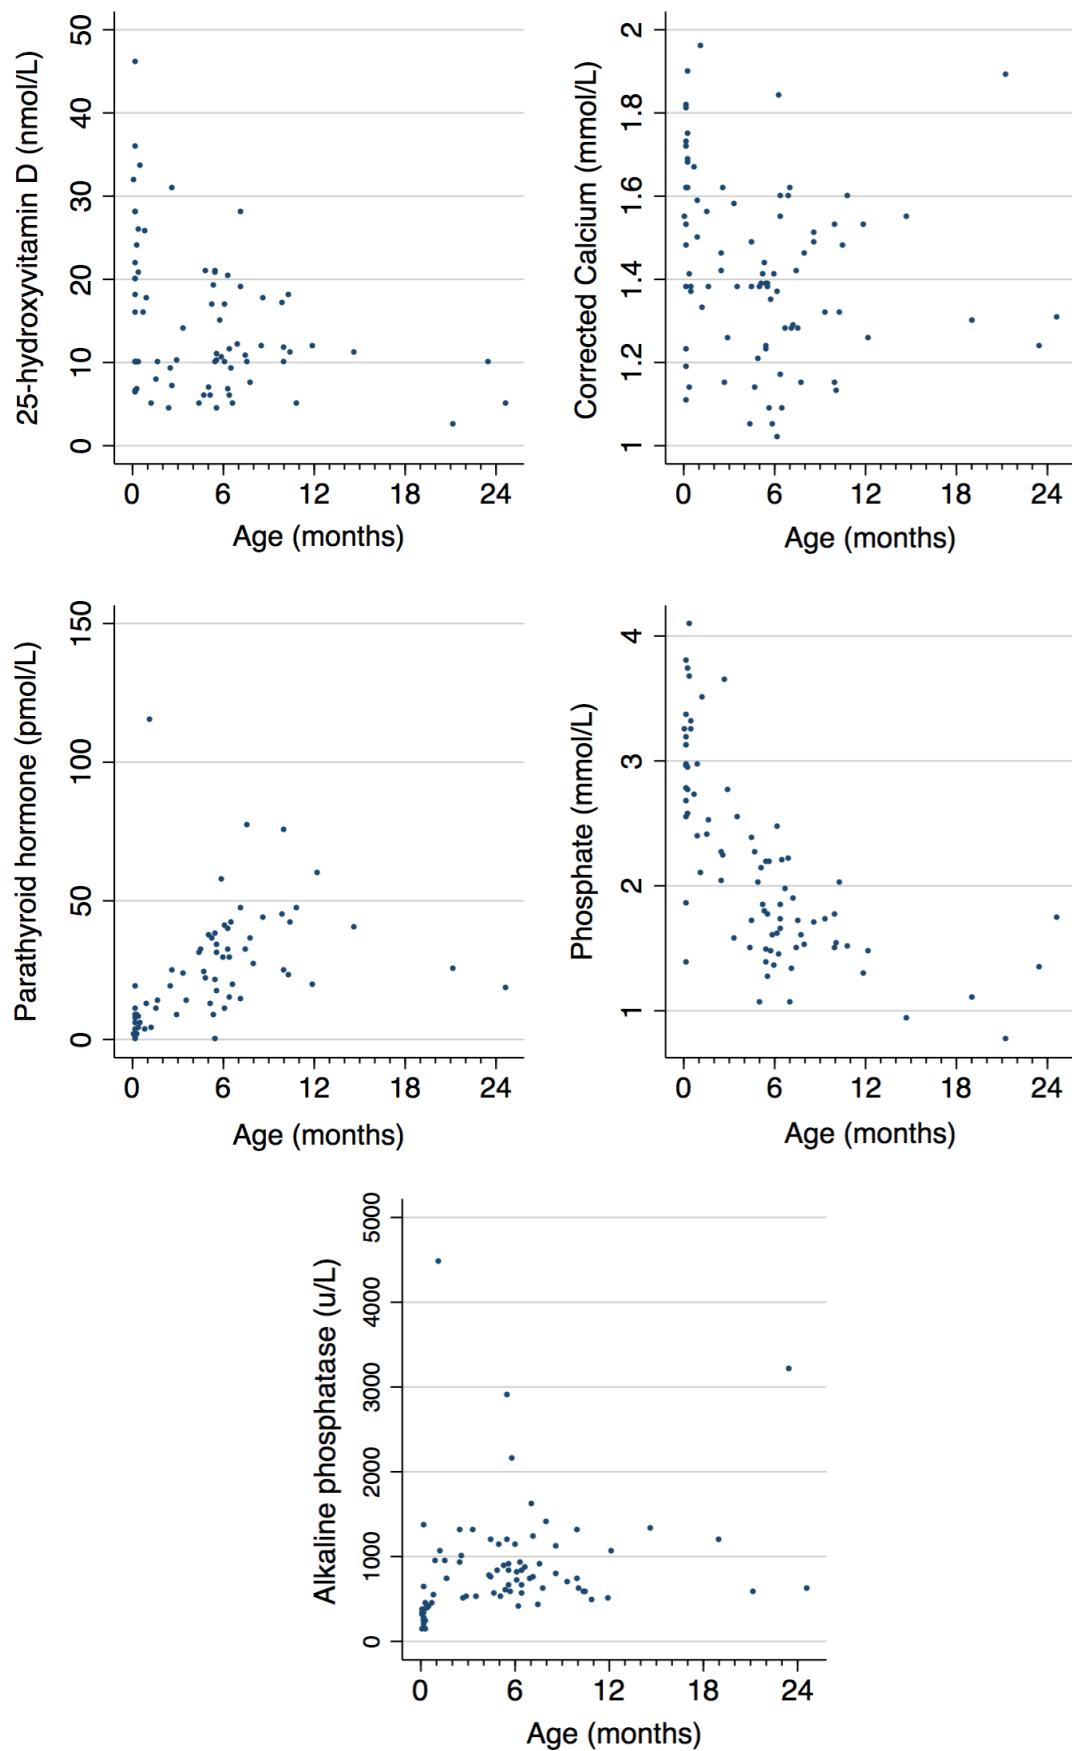 25-hydroxyvitamin D (nmol/L)
50
40
30
20
10
0
0 6 12 18 24
Age (months)
Corrected Calcium (mmol/L)
2
1.8
1.6
1.4
1.2
1
0 6 12 18 24
Age (months)
Parathyroid hormone (pmol/L)
150
100
50
0
0 6 12 18 24
Age (months)
Phosphate (mmol/L)
4
3
2
1
0 6 12 18 24
Age (months)
Alkaline phosphatase (u/L)
5000
4000
3000
2000
1000
0
0 6 12 18 24
Age (months)